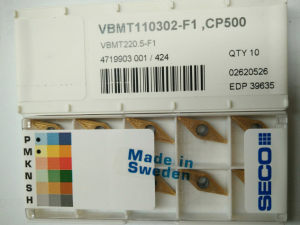 VBMT110302-F1 ,CP500
VBMT220.5-F1
4719903 001 / 424
QTY 10
02620526
EDP 39635
P
M
K
N
S
H
Made in
Sweden
SECO